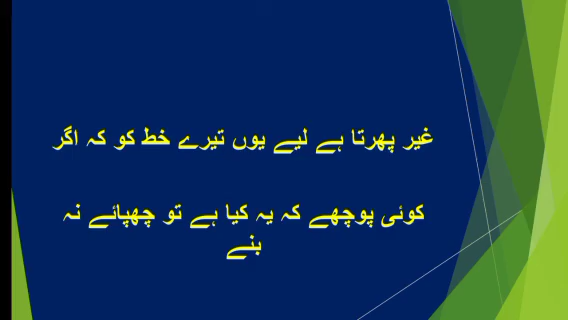 غیر پھرتا ہے لیے یوں تیرے خط کو کہ اگر
کوئی پوچھے کہ یہ کیا ہے تو چھپائے نہ
بنے